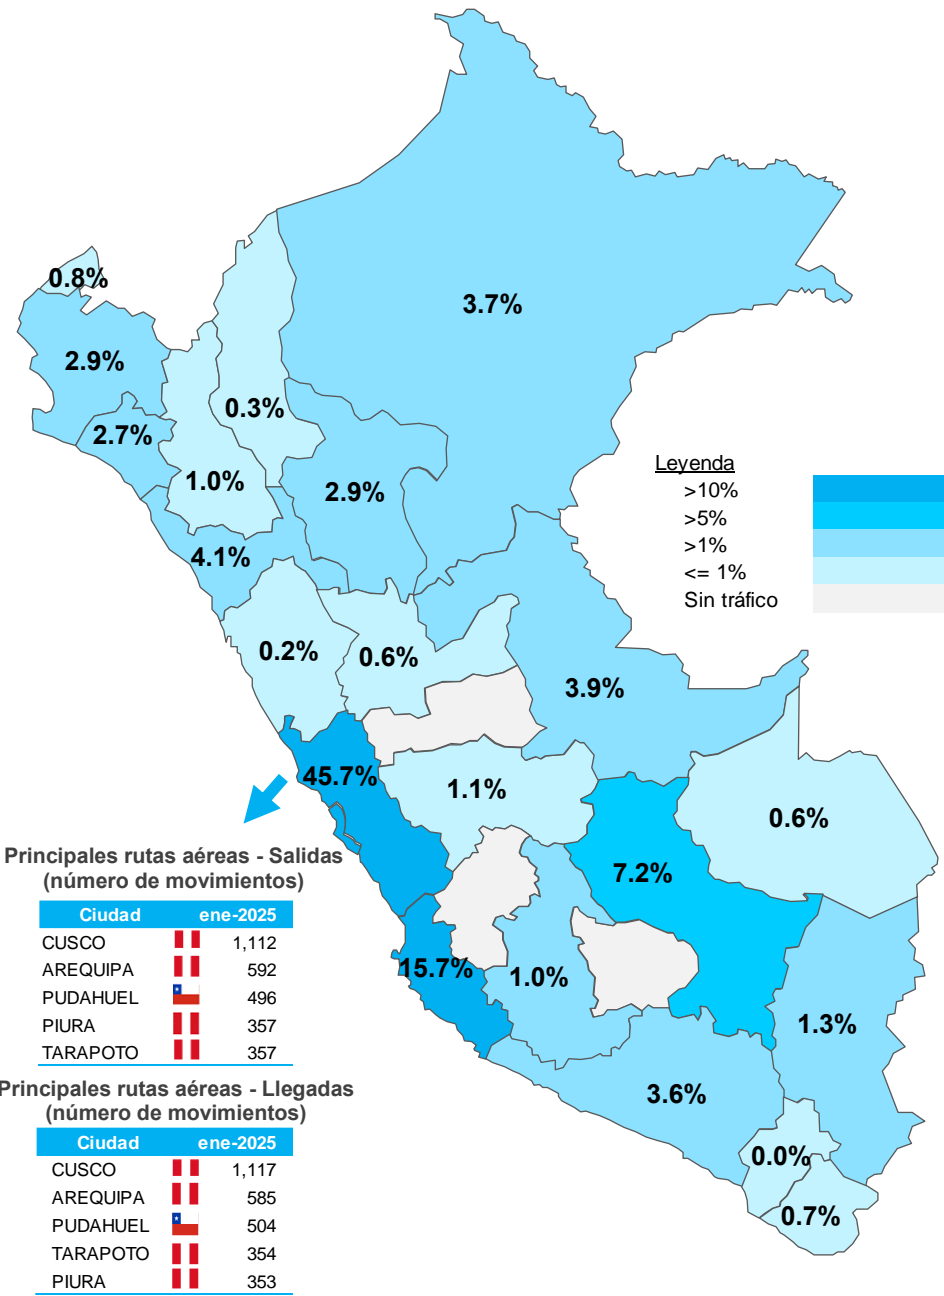 0.8%
3.7%
2.9%
0.3%
2.7%
1.0%
2.9%
Leyenda
>10%
>5%
>1%
<= 1%
Sin tráfico
4.1%
0.2%
0.6%
3.9%
45.7%
1.1%
0.6%
7.2%
15.7%
1.0%
1.3%
3.6%
0.0%
0.7%
Principales rutas aéreas - Salidas
(número de movimientos)
Ciudad ene-2025
CUSCO 1,112
AREQUIPA 592
PUDAHUEL 496
PIURA 357
TARAPOTO 357
Principales rutas aéreas - Llegadas
(número de movimientos)
Ciudad ene-2025
CUSCO 1,117
AREQUIPA 585
PUDAHUEL 504
TARAPOTO 354
PIURA 353